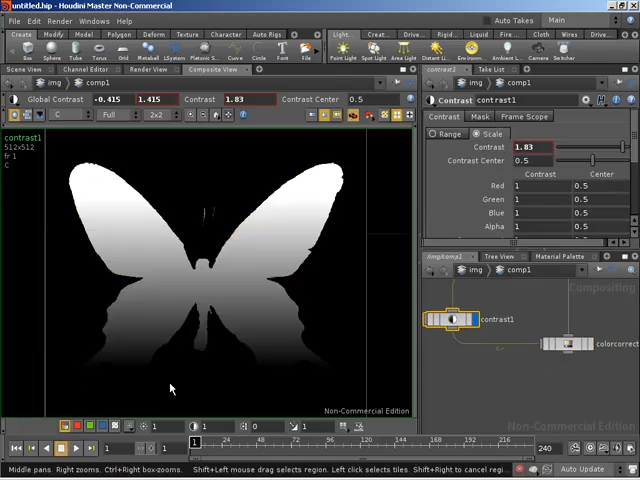 untitled.hip - Houdini Master Non-Commercial
File Edit Render Windows Help Auto Takes Main
Create Modify Model Polygon Deform Texture Character Auto Rigs Light... Creat... Drive... Rigid... Liquid... Fire... Cloth Wires Drive...
Box Sphere Tube Torus Grid Metaball L-System Platonic S... Curve Circle Font File Point Light Spot Light Area Light Distant Li... Environme... Ambient Li... Camera Switcher
Scene View Channel Editor Render View Composite View contrast2 Take List
img comp1 img comp1
Global Contrast -0.415 1.415 Contrast 1.83 Contrast Center 0.5 Contrast contrast1
C Full 2x2 Contrast Mask Frame Scope
contrast1
512x512
fr 1
C
Range Scale
Contrast 1.83
Contrast Center 0.5
Contrast Center
Red 1 0.5
Green 1 0.5
Blue 1 0.5
Alpha 1 0.5
/img/comp1 Tree View Material Palette
img comp1
Compositing
contrast1
colorcorrect
Non-Commercial Edition
Non-Commercial Edition
1 1 0 1
1 1 1 24 48 72 96 120 144 168 192 216 240
Middle pans. Right zooms. Ctrl+Right box-zooms. Shift+Left mouse drag selects region. Left click selects tiles. Shift+Right to cancel regi... Auto Update